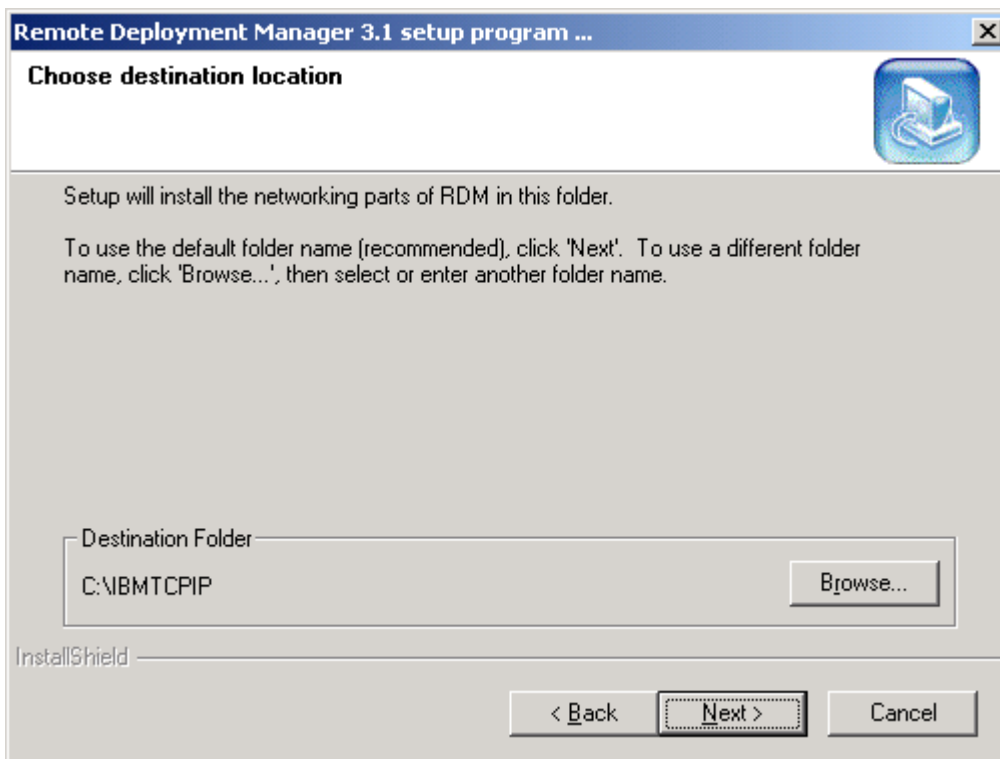 Remote Deployment Manager 3.1 setup program ...
Choose destination location
Setup will install the networking parts of RDM in this folder.
To use the default folder name (recommended), click 'Next'. To use a different folder
name, click 'Browse...', then select or enter another folder name.
Destination Folder
C:\IBMTCPIP
Browse...
InstallShield
< Back
Next >
Cancel